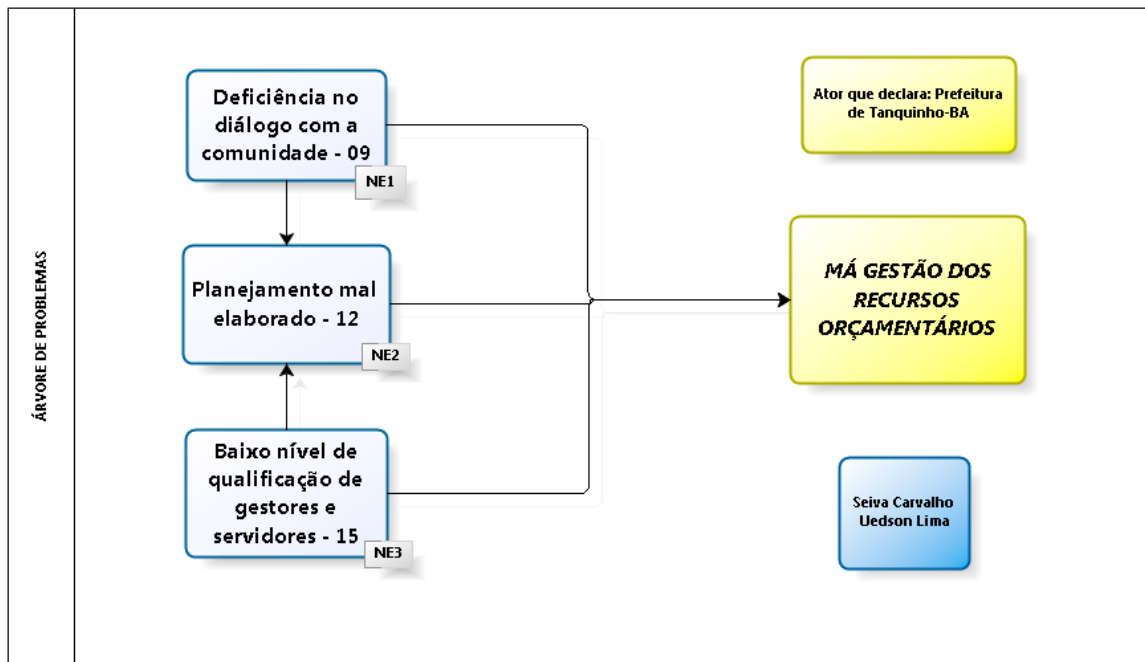 ÁRVORE DE PROBLEMAS
Deficiência no
diálogo com a
comunidade - 09
NE1
Planejamento mal
elaborado - 12
NE2
Baixo nível de
qualificação de
gestores e
servidores - 15
NE3
Ator que declara: Prefeitura
de Tanquinho-BA
MÁ GESTÃO DOS
RECURSOS
ORÇAMENTÁRIOS
Seiva Carvalho
Uedson Lima